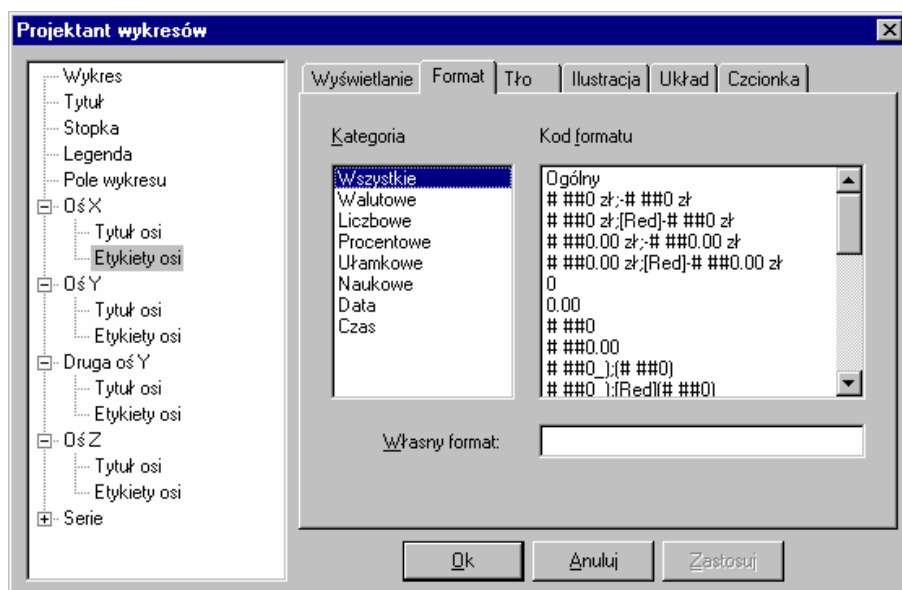 Projektant wykresów
Wykres
Tytuł
Stopka
Legenda
Pole wykresu
Oś X
Tytuł osi
Etykiety osi
Oś Y
Tytuł osi
Etykiety osi
Druga oś Y
Tytuł osi
Etykiety osi
Oś Z
Tytuł osi
Etykiety osi
Serie
Wyświetlanie Format Tło Ilustracja Układ Czcionka
Kategoria
Wszystkie
Walutowe
Liczbowe
Procentowe
Ułamkowe
Naukowe
Data
Czas
Kod formatu
Ogólny
# ##0 zł;-# ##0 zł
# ##0 zł;[Red]-# ##0 zł
# ##0.00 zł;-# ##0.00 zł
# ##0.00 zł;[Red]-# ##0.00 zł
0
0.00
# ##0
# ##0.00
# ##0_);(# ##0)
# ##0_);[Red](# ##0)
Własny format:
Ok Anuluj Zastosuj